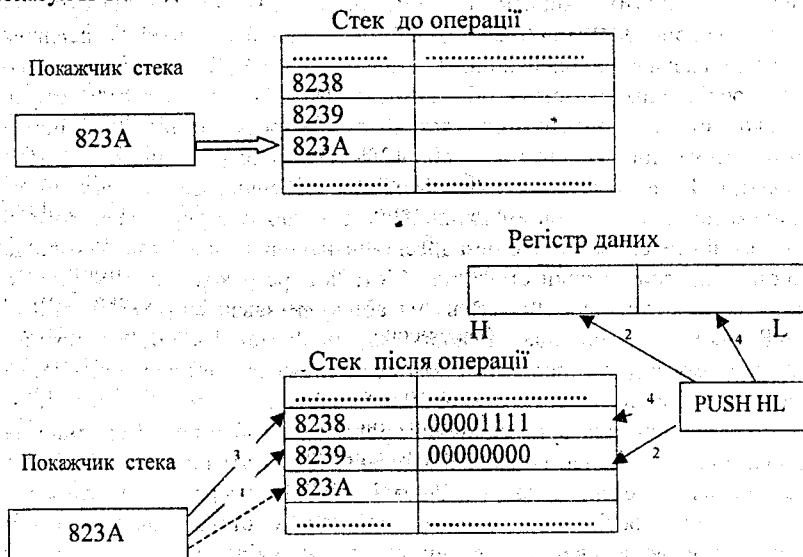 Стек до операції
............... ........................
Покажчик стека
8238
8239
823A
823A
............... ........................
Регістр даних
H L
2 4
Стек після операції
............... ........................
PUSH HL
8238 00001111
4
8239 00000000
2
3
1
Покажчик стека
823A
823A
............... ........................